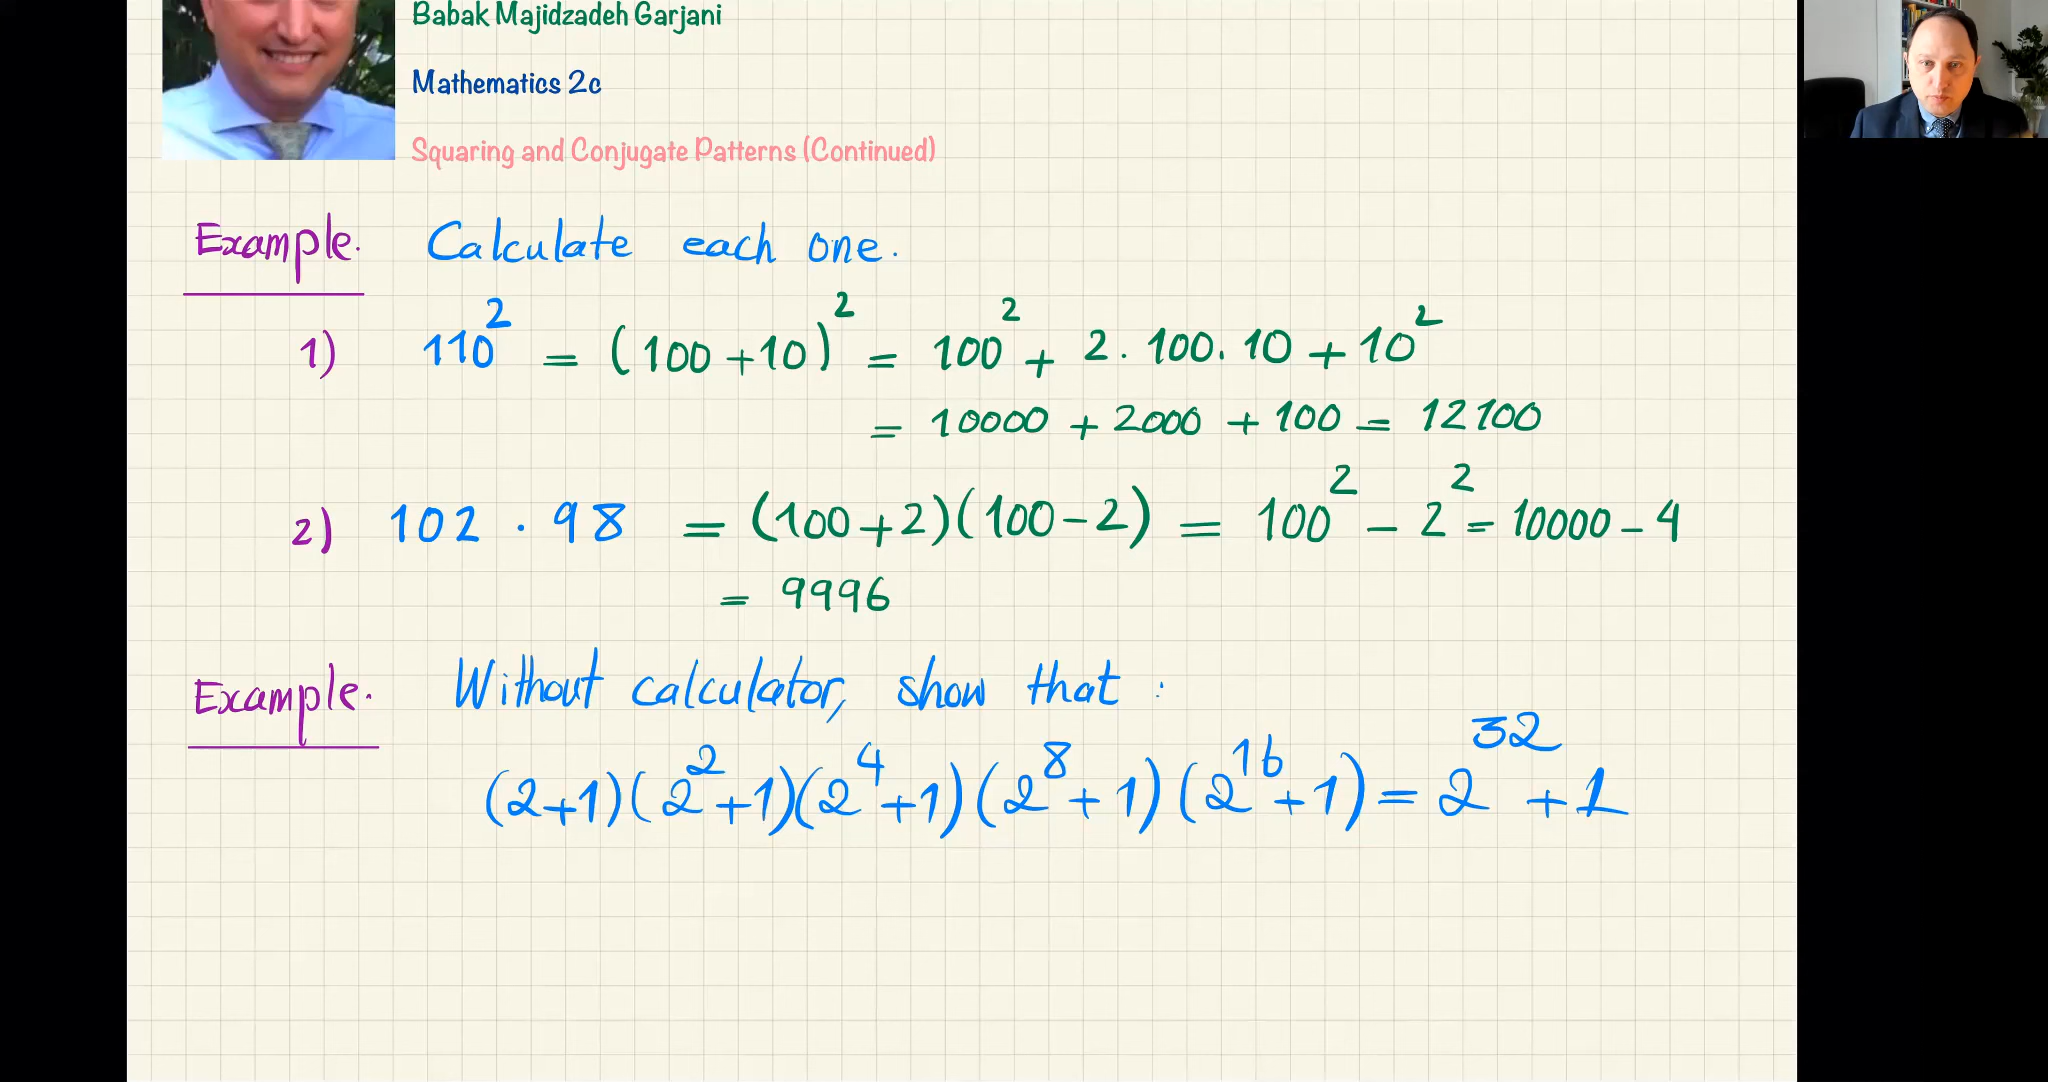 Babak Majidzadeh Garjani
Mathematics 2c
Squaring and Conjugate Patterns (Continued)
Example. Calculate each one.
1) 110² = (100+10)² = 100² + 2·100·10 + 10²
= 10000 + 2000 + 100 = 12100
2) 102 · 98 = (100+2)(100-2) = 100² - 2² = 10000 - 4
= 9996
Example. Without calculator, show that :
(2+1)(2²+1)(2⁴+1)(2⁸+1)(2¹⁶+1) = 2³² + 1